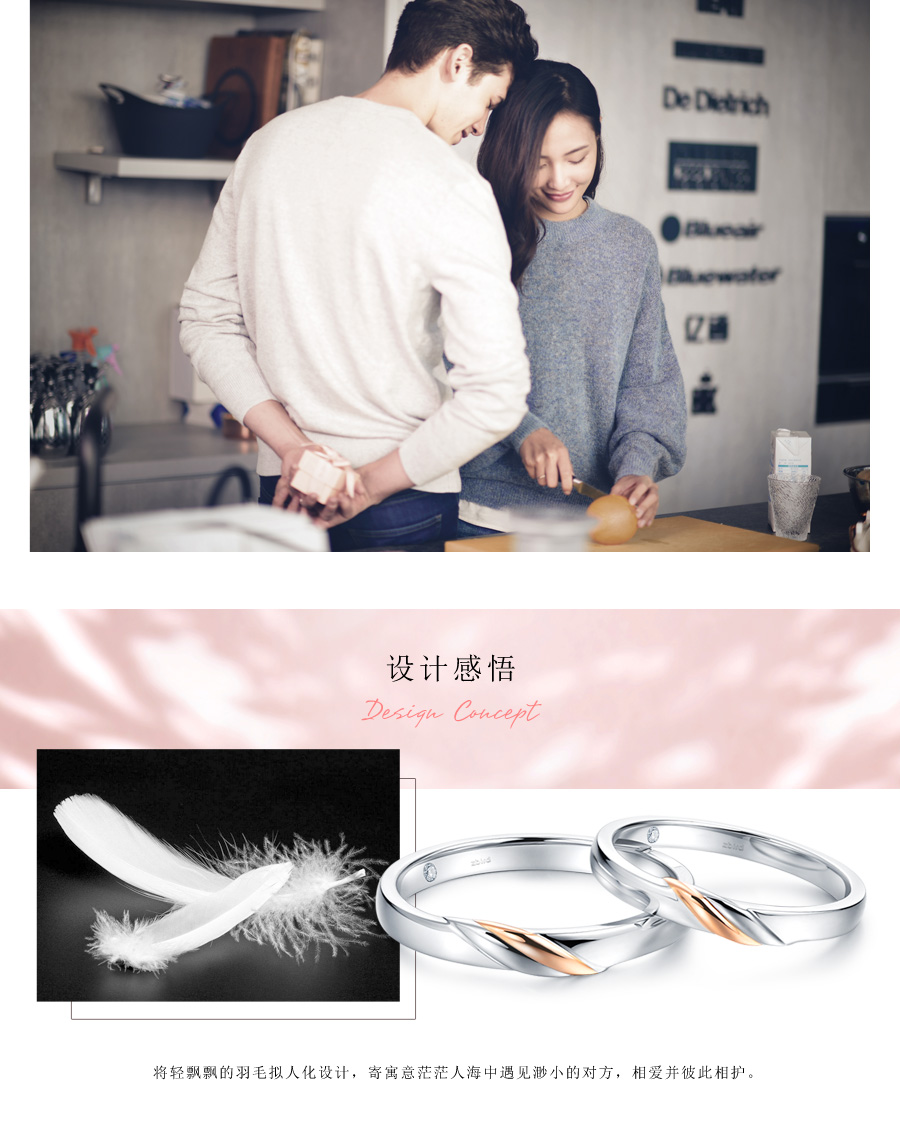 De Dietrich
Blueair
Bluewater
设计感悟
Design Concept
将轻飘飘的羽毛拟人化设计，寄寓意茫茫人海中遇见渺小的对方，相爱并彼此相护。